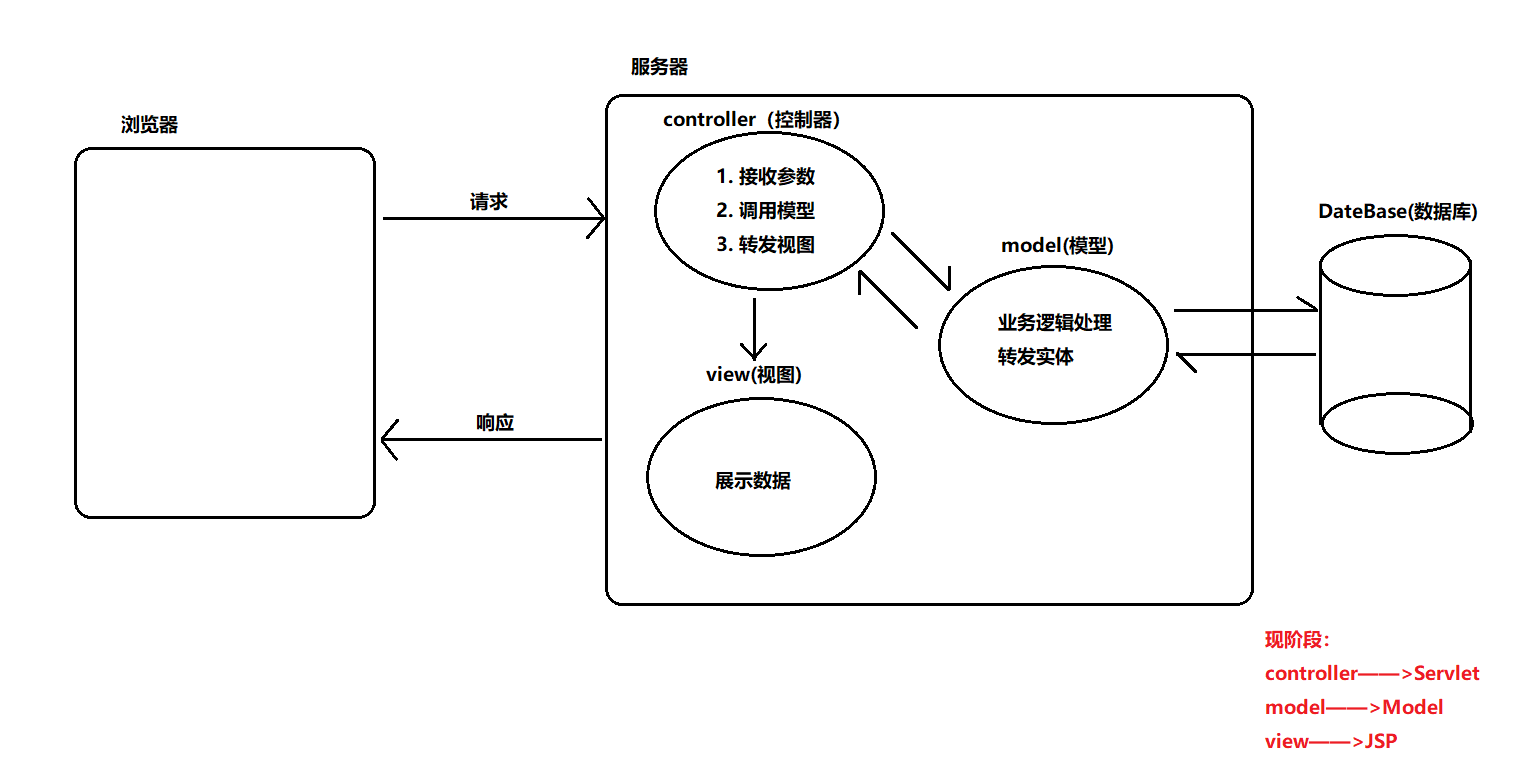 服务器
浏览器
controller（控制器）
1. 接收参数
2. 调用模型
3. 转发视图
请求
DateBase(数据库)
model(模型)
业务逻辑处理
转发实体
view(视图)
响应
展示数据
现阶段：
controller——>Servlet
model——>Model
view——>JSP